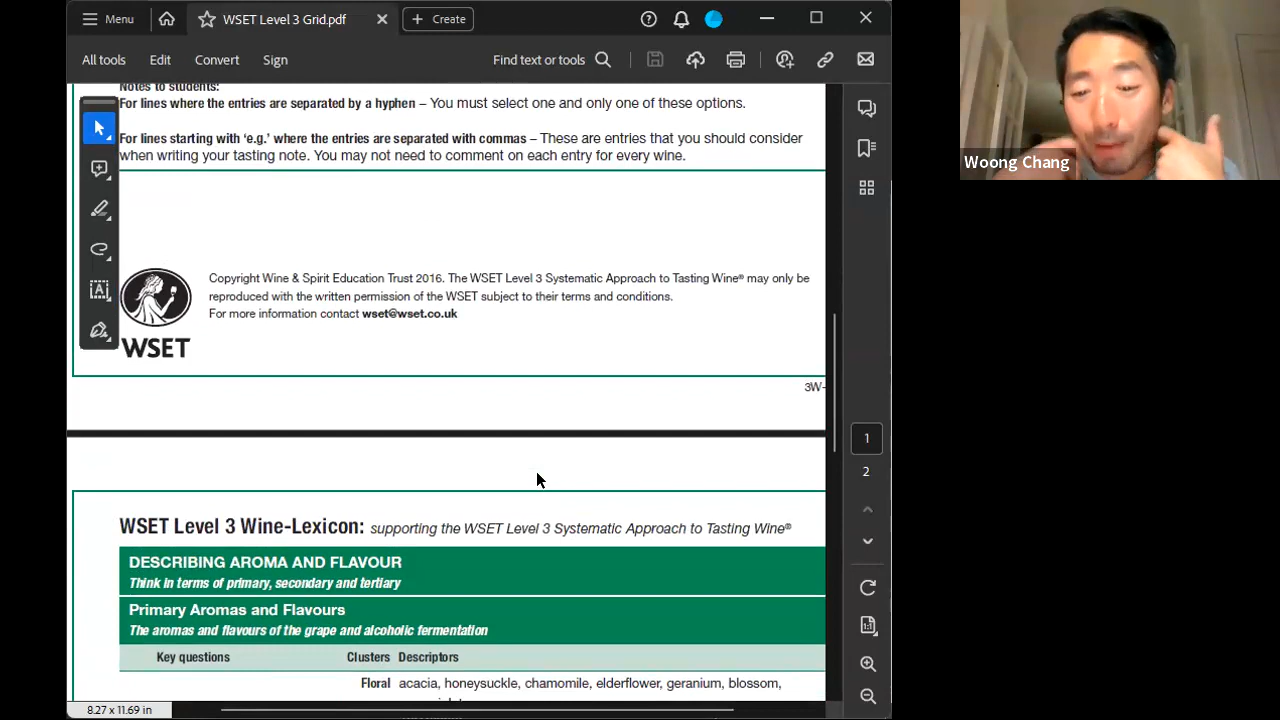 Menu
WSET Level 3 Grid.pdf
Create
All tools
Edit
Convert
Sign
Find text or tools
Notes to students:
For lines where the entries are separated by a hyphen – You must select one and only one of these options.
For lines starting with ‘e.g.’ where the entries are separated with commas – These are entries that you should consider
when writing your tasting note. You may not need to comment on each entry for every wine.
Copyright Wine & Spirit Education Trust 2016. The WSET Level 3 Systematic Approach to Tasting Wine® may only be
reproduced with the written permission of the WSET subject to their terms and conditions.
For more information contact wset@wset.co.uk
WSET
3W-
WSET Level 3 Wine-Lexicon: supporting the WSET Level 3 Systematic Approach to Tasting Wine®
DESCRIBING AROMA AND FLAVOUR
Think in terms of primary, secondary and tertiary
Primary Aromas and Flavours
The aromas and flavours of the grape and alcoholic fermentation
Key questions Clusters Descriptors
Floral acacia, honeysuckle, chamomile, elderflower, geranium, blossom,
8.27 x 11.69 in
1
2
1:1
Woong Chang